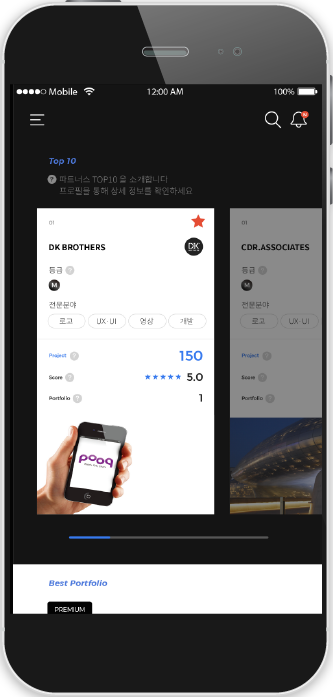 Mobile 12:00 AM 100%
Top 10
? 파트너스 TOP10 을 소개합니다
프로필을 통해 상세 정보를 확인하세요
01
DK BROTHERS
DK
등급 ?
M
전문분야
로고 UX·UI 영상 개발
Project ? 150
Score ? ★★★★★ 5.0
Portfolio ? 1
pooq
01
CDR.ASSOCIATES
등급 ?
M
전문분야
로고 UX·UI
Project ?
Score ?
Portfolio ?
Best Portfolio
PREMIUM